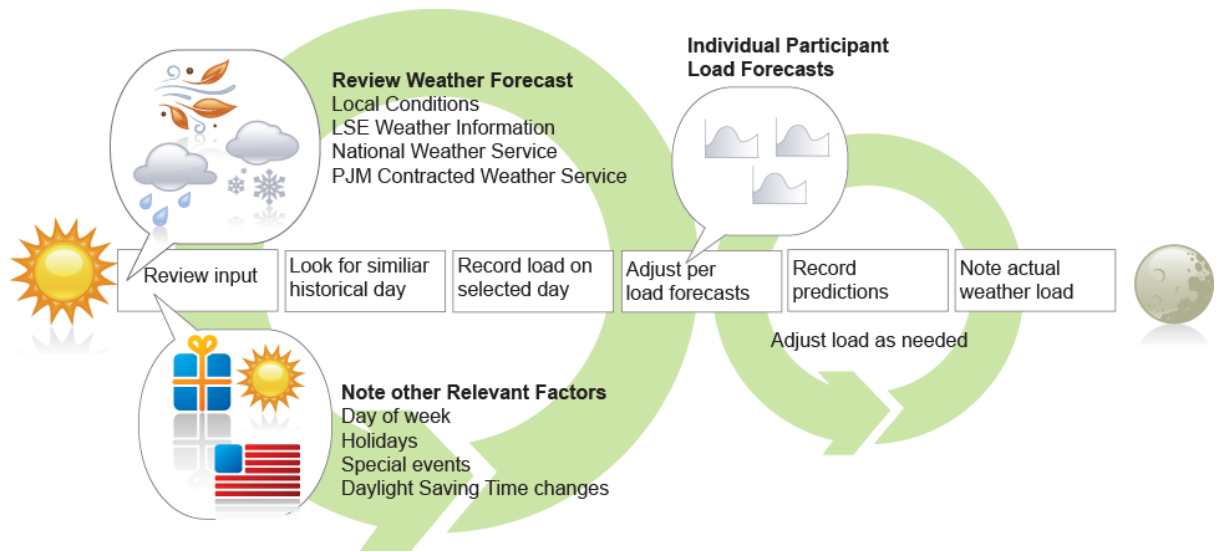 Individual Participant
Load Forecasts
Review Weather Forecast
Local Conditions
LSE Weather Information
National Weather Service
PJM Contracted Weather Service
Review input
Look for similiar
historical day
Record load on
selected day
Adjust per
load forecasts
Record
predictions
Note actual
weather load
Adjust load as needed
Note other Relevant Factors
Day of week
Holidays
Special events
Daylight Saving Time changes